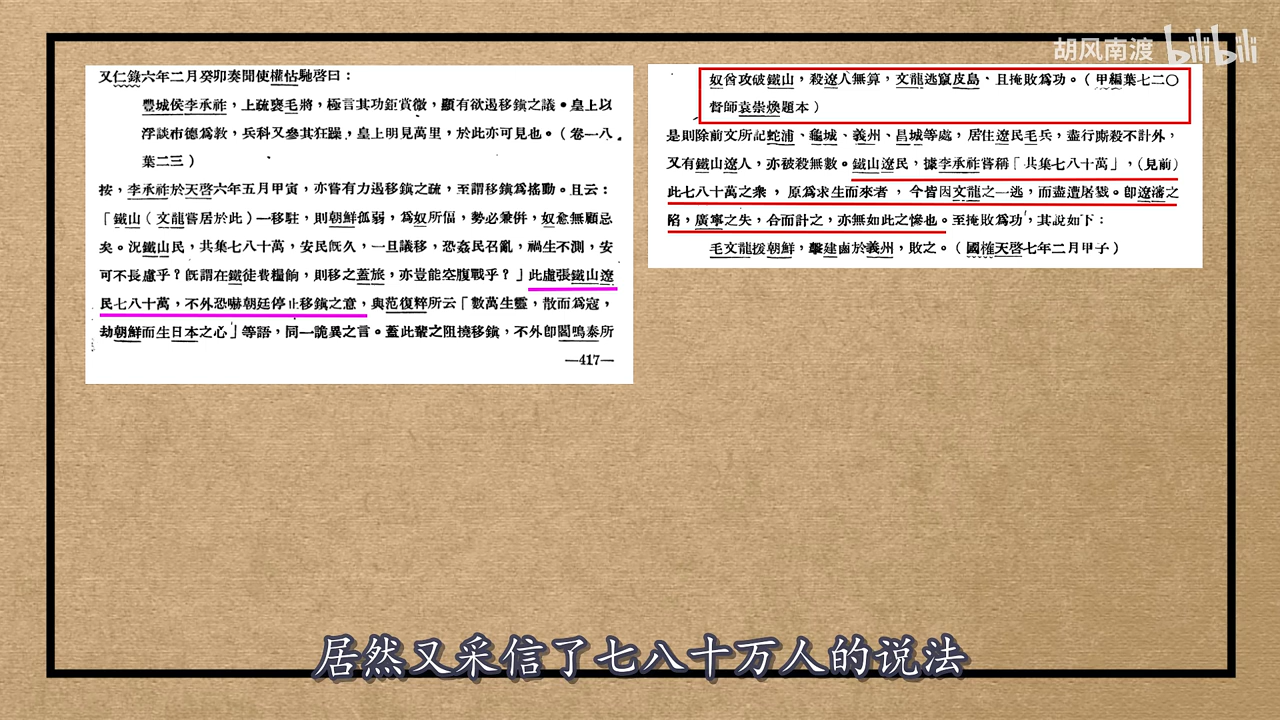 胡风南渡 bilibili
又仁錄六年二月癸卯奏聞使權怗馳啓曰：
豐城侯李承祚，上疏襃毛將，極言其功鉅賞微，顯有欲遏移鎭之議。皇上以
浮談市德爲敎，兵科又參其狂躁，皇上明見萬里，於此亦可見也。（卷一八
葉二三）
按，李承祚於天啓六年五月甲寅，亦嘗有力遏移鎭之疏，至謂移鎭爲搖動。且云：
「鐵山（文龍嘗居於此）一移駐，則朝鮮孤弱，爲奴所偪，勢必兼倂，奴愈無顧忌
矣。況鐵山民，共集七八十萬，安民旣久，一旦議移，恐姦民召亂，禍生不測，安
可不長慮乎？旣謂在鐵徒費糧餉，則移之蓋旅，亦豈能空腹戰乎？」此虛張鐵山遼
民七八十萬，不外恐嚇朝廷停止移鎭之意，與范復粹所云「數萬生靈，散而爲寇，
劫朝鮮而生日本之心」等語，同一詭異之言。蓋此輩之阻撓移鎭，不外卽閻鳴泰所
—417—
奴酋攻破鐵山，殺遼人無算，文龍逃竄皮島，且掩敗爲功。（甲編葉七二〇
督師袁崇煥題本）
是則除前文所記蛇浦、龜城、義州、昌城等處，居住遼民毛兵，盡行廝殺不計外，
又有鐵山遼人，亦被殺無數。鐵山遼民，據李承祚嘗稱「共集七八十萬」，（見前）
此七八十萬之衆，原爲求生而來者，今皆因文龍之一逃，而盡遭屠戮。卽遼瀋之
陷，廣寧之失，合而計之，亦無如此之慘也。至掩敗爲功，其說如下：
毛文龍援朝鮮，擊建鹵於義州，敗之。（國榷天啓七年二月甲子）
居然又采信了七八十万人的说法